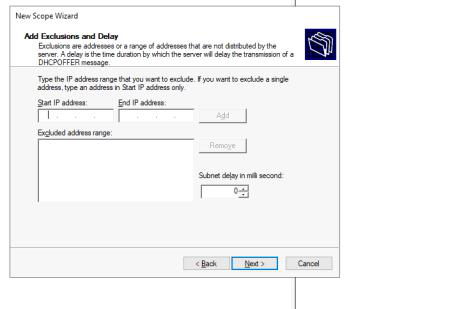 New Scope Wizard
Add Exclusions and Delay
Exclusions are addresses or a range of addresses that are not distributed by the
server. A delay is the time duration by which the server will delay the transmission of a
DHCPOFFER message.
Type the IP address range that you want to exclude. If you want to exclude a single
address, type an address in Start IP address only.
Start IP address: End IP address:
Add
Excluded address range:
Remove
Subnet delay in milli second:
0
< Back Next > Cancel